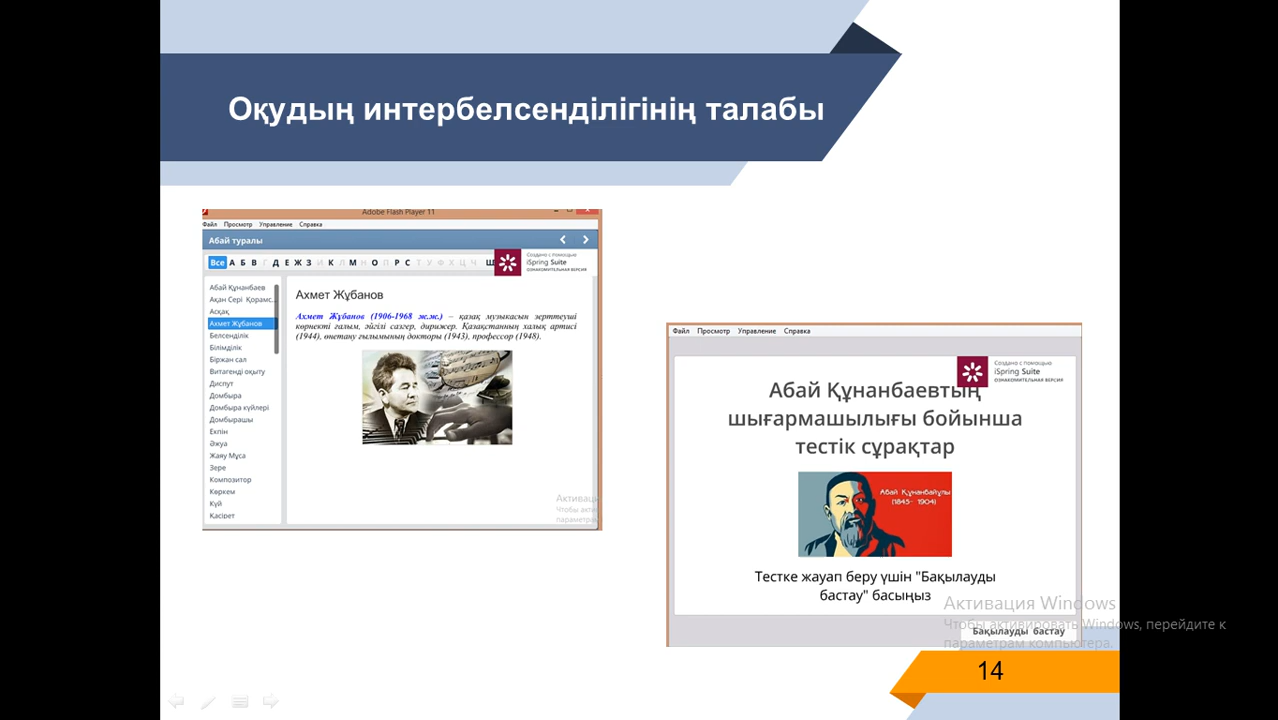 Оқудың интербелсенділігінің талабы
Adobe Flash Player 11
Файл Просмотр Управление Справка
Абай туралы
Все А Б В Г Д Е Ж З И К Л М Н О П Р С Т У Ф Х Ц Ч Ш
Создано с помощью
iSpring Suite
ОЗНАКОМИТЕЛЬНАЯ ВЕРСИЯ
Абай Құнанбаев
Ақан Сері Қорамс...
Асқақ
Ахмет Жұбанов
Белсенділік
Білімділік
Біржан сал
Витагенді оқыту
Диспут
Домбыра
Домбыра күйлері
Домбырашы
Екпін
Әжуа
Жаяу Мұса
Зере
Композитор
Көркем
Күй
Қасірет
Ахмет Жұбанов
Ахмет Жұбанов (1906-1968 ж.ж.) – қазақ музыкасын зерттеуші
көрнекті ғалым, әйгілі сазгер, дирижер. Қазақстанның халық артисі
(1944), өнетану ғылымының докторы (1943), профессор (1948).
Активац
Чтобы акти
параметра
Файл Просмотр Управление Справка
Создано с помощью
iSpring Suite
ОЗНАКОМИТЕЛЬНАЯ ВЕРСИЯ
Абай Құнанбаевтың
шығармашылығы бойынша
тестік сұрақтар
Абай Құнанбайұлы
(1845- 1904)
Тестке жауап беру үшін "Бақылауды
бастау" басыңыз
Бақылауды бастау
Активация Windows
Чтобы активировать Windows, перейдите к
параметрам компьютера.
14